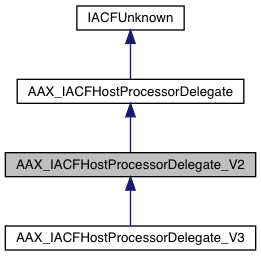 IACFUnknown
AAX_IACFHostProcessorDelegate
AAX_IACFHostProcessorDelegate_V2
AAX_IACFHostProcessorDelegate_V3